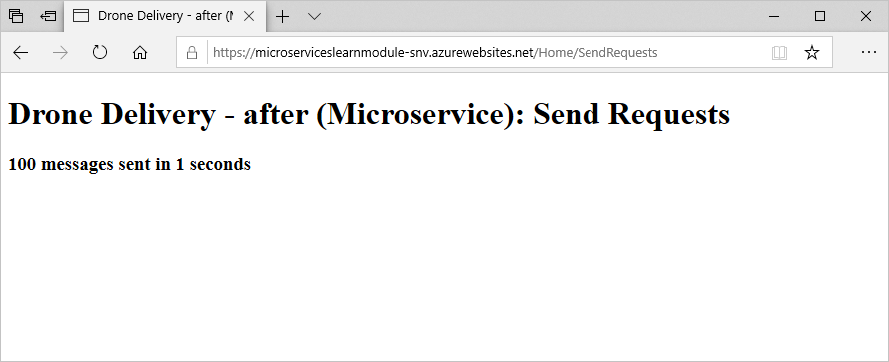 Drone Delivery - after (M
https://microserviceslearnmodule-snv.azurewebsites.net/Home/SendRequests
Drone Delivery - after (Microservice): Send Requests
100 messages sent in 1 seconds